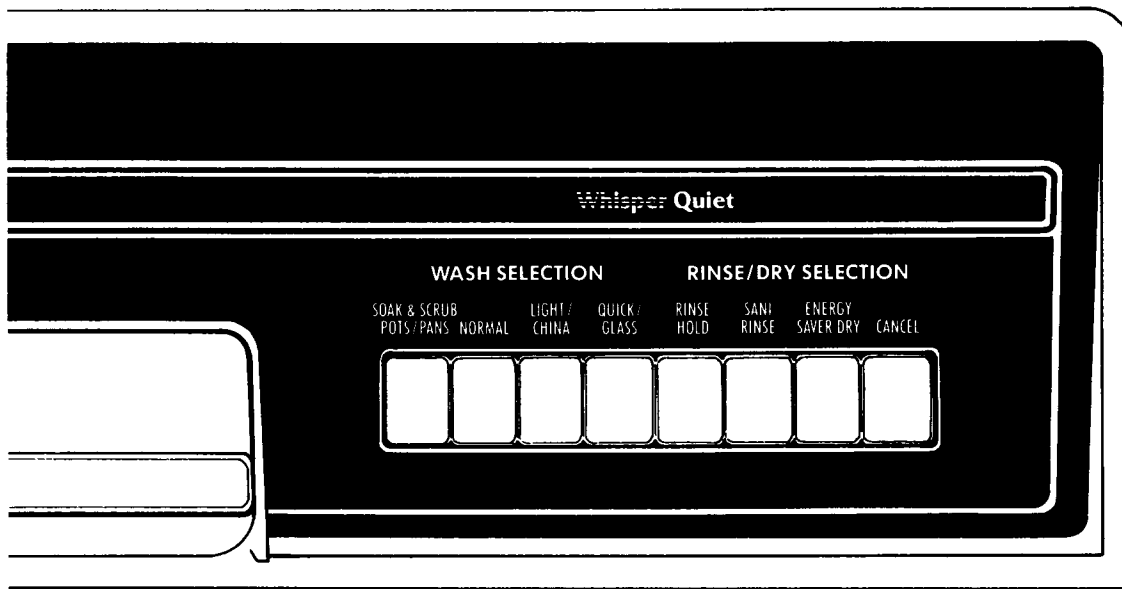 Whisper Quiet
WASH SELECTION RINSE/DRY SELECTION
SOAK & SCRUB LIGHT/ QUICK/ RINSE SANI ENERGY
POTS/PANS NORMAL CHINA GLASS HOLD RINSE SAVER DRY CANCEL